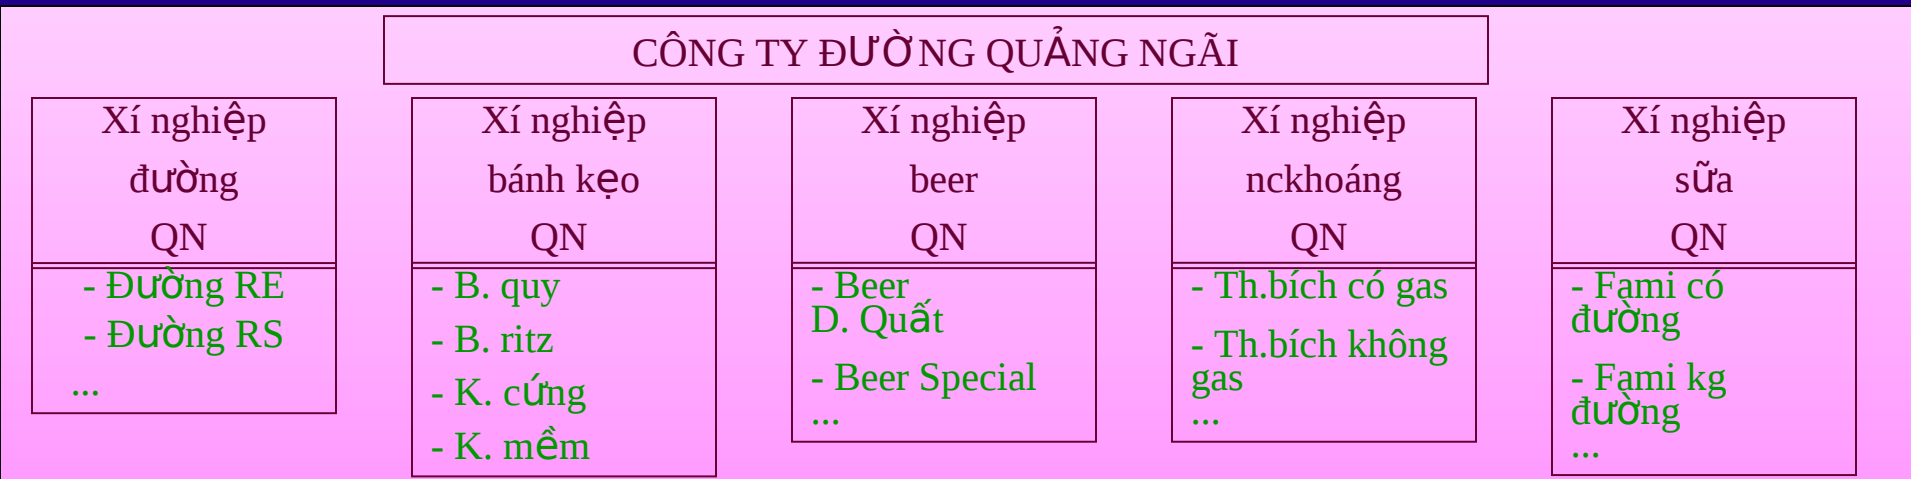 CÔNG TY ĐƯỜNG QUẢNG NGÃI
Xí nghiệp
đường
QN
- Đường RE
- Đường RS
...
Xí nghiệp
bánh kẹo
QN
- B. quy
- B. ritz
- K. cứng
- K. mềm
Xí nghiệp
beer
QN
- Beer
D. Quất
- Beer Special
...
Xí nghiệp
nckhoáng
QN
- Th.bích có gas
- Th.bích không
gas
...
Xí nghiệp
sữa
QN
- Fami có
đường
- Fami kg
đường
...